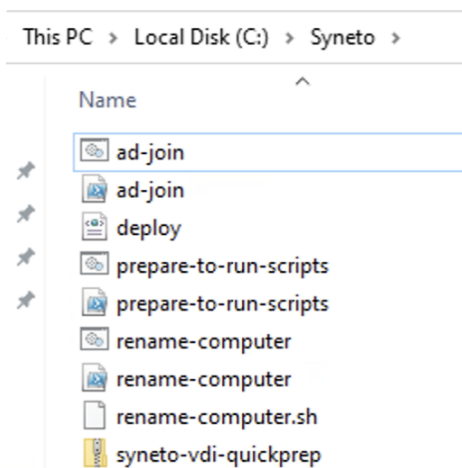 This PC > Local Disk (C:) > Syneto >
Name
ad-join
ad-join
deploy
prepare-to-run-scripts
prepare-to-run-scripts
rename-computer
rename-computer
rename-computer.sh
syneto-vdi-quickprep